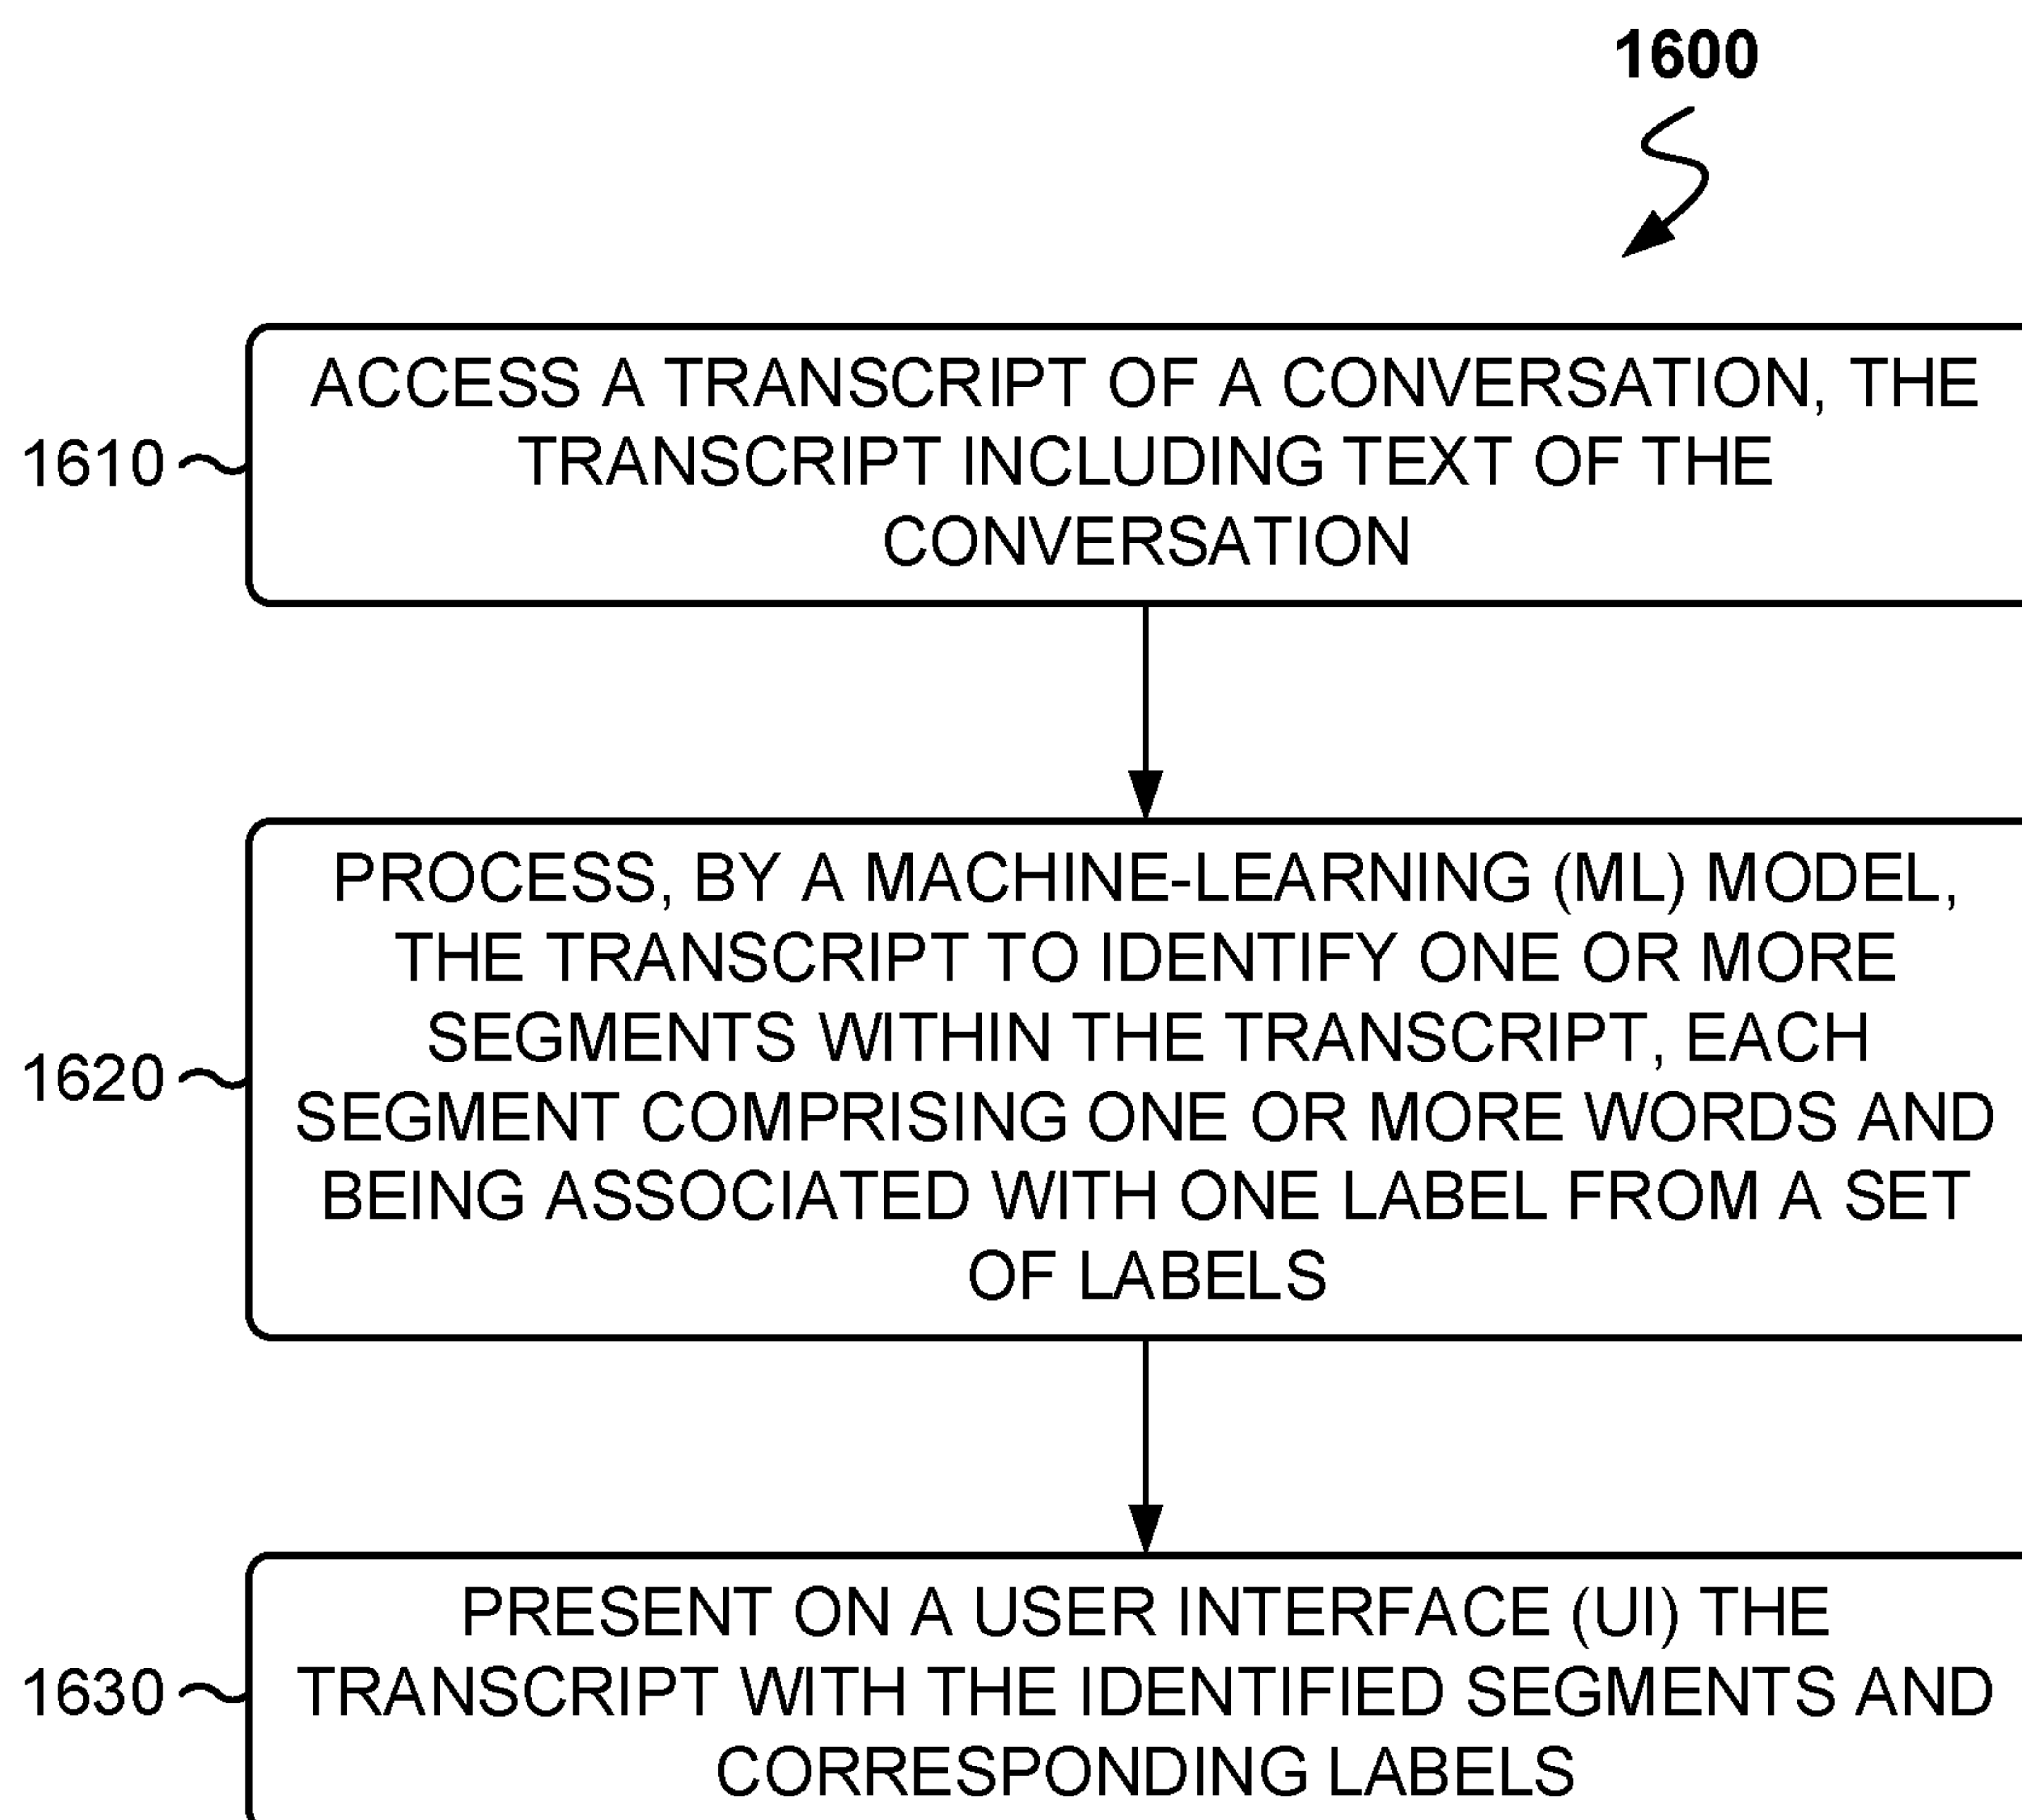 1600
ACCESS A TRANSCRIPT OF A CONVERSATION, THE
TRANSCRIPT INCLUDING TEXT OF THE
CONVERSATION
1610
PROCESS, BY A MACHINE-LEARNING (ML) MODEL,
THE TRANSCRIPT TO IDENTIFY ONE OR MORE
SEGMENTS WITHIN THE TRANSCRIPT, EACH
SEGMENT COMPRISING ONE OR MORE WORDS AND
BEING ASSOCIATED WITH ONE LABEL FROM A SET
OF LABELS
1620
PRESENT ON A USER INTERFACE (UI) THE
TRANSCRIPT WITH THE IDENTIFIED SEGMENTS AND
CORRESPONDING LABELS
1630